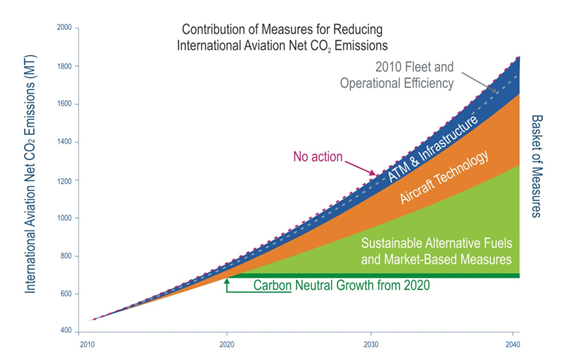 Contribution of Measures for Reducing
International Aviation Net CO₂ Emissions
International Aviation Net CO₂ Emissions (MT)
2000
1800
1600
1400
1200
1000
800
600
400
2010
2020
2030
2040
2010 Fleet and
Operational Efficiency
No action
ATM & Infrastructure
Aircraft Technology
Sustainable Alternative Fuels
and Market-Based Measures
Carbon Neutral Growth from 2020
Basket of Measures